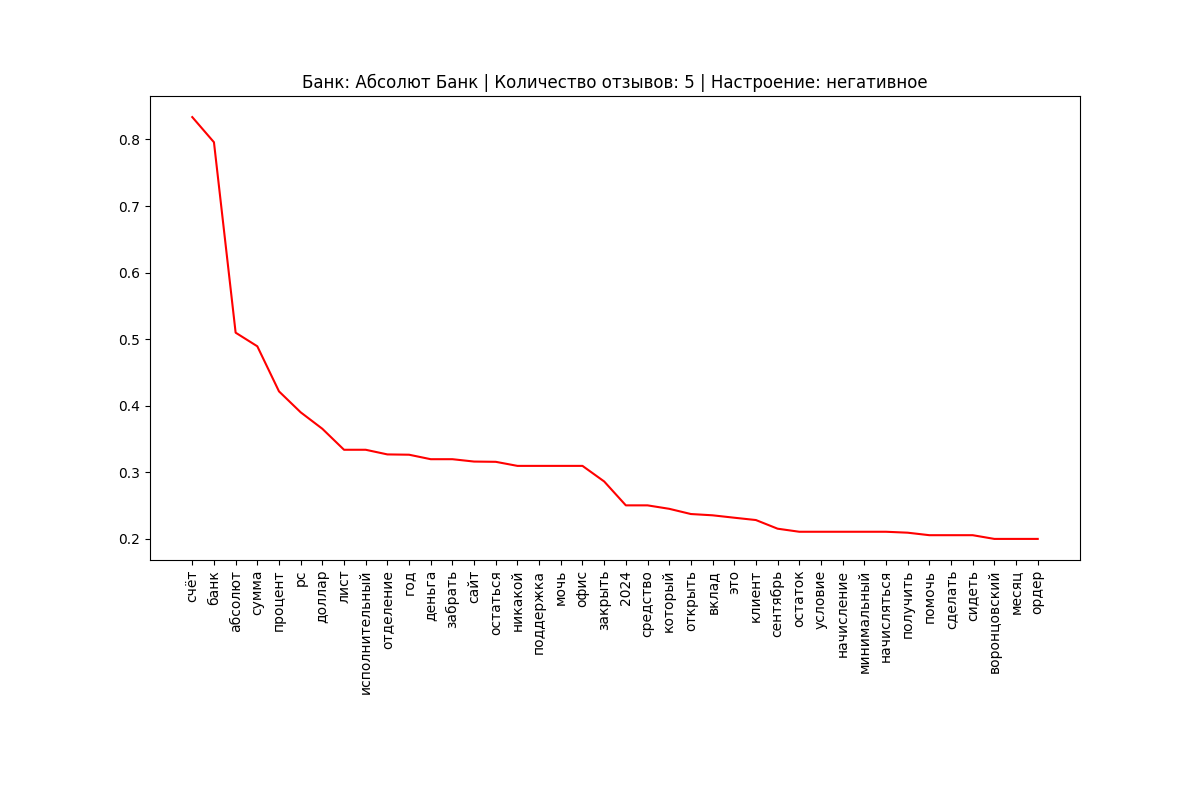 Банк: Абсолют Банк | Количество отзывов: 5 | Настроение: негативное
0.8
0.7
0.6
0.5
0.4
0.3
0.2
счёт
банк
абсолют
сумма
процент
рс
доллар
лист
исполнительный
отделение
год
деньга
забрать
сайт
остаться
никакой
поддержка
мочь
офис
закрыть
2024
средство
который
открыть
вклад
это
клиент
сентябрь
остаток
условие
начисление
минимальный
начисляться
получить
помочь
сделать
сидеть
воронцовский
месяц
ордер